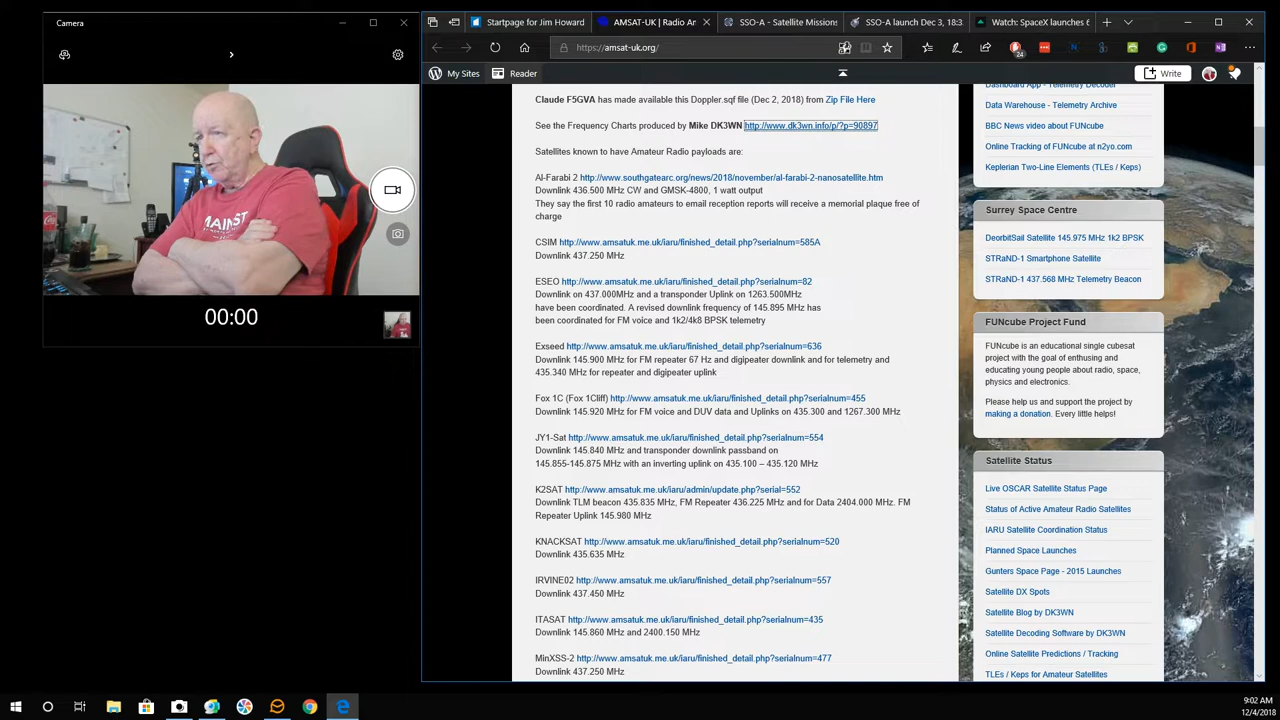 Camera
00:00
MAINST
Startpage for Jim Howard
AMSAT-UK | Radio Am
SSO-A - Satellite Missions
SSO-A launch Dec 3, 18:3
Watch: SpaceX launches 6
https://amsat-uk.org/
24
My Sites
Reader
Write
Claude F5GVA has made available this Doppler.sqf file (Dec 2, 2018) from Zip File Here
See the Frequency Charts produced by Mike DK3WN http://www.dk3wn.info/p/?p=90897
Satellites known to have Amateur Radio payloads are:
Al-Farabi 2 http://www.southgatearc.org/news/2018/november/al-farabi-2-nanosatellite.htm
Downlink 436.500 MHz CW and GMSK-4800, 1 watt output
They say the first 10 radio amateurs to email reception reports will receive a memorial plaque free of
charge
CSIM http://www.amsatuk.me.uk/iaru/finished_detail.php?serialnum=585A
Downlink 437.250 MHz
ESEO http://www.amsatuk.me.uk/iaru/finished_detail.php?serialnum=82
Downlink on 437.000MHz and a transponder Uplink on 1263.500MHz
have been coordinated. A revised downlink frequency of 145.895 MHz has
been coordinated for FM voice and 1k2/4k8 BPSK telemetry
Exseed http://www.amsatuk.me.uk/iaru/finished_detail.php?serialnum=636
Downlink 145.900 MHz for FM repeater 67 Hz and digipeater downlink and for telemetry and
435.340 MHz for repeater and digipeater uplink
Fox 1C (Fox 1Cliff) http://www.amsatuk.me.uk/iaru/finished_detail.php?serialnum=455
Downlink 145.920 MHz for FM voice and DUV data and Uplinks on 435.300 and 1267.300 MHz
JY1-Sat http://www.amsatuk.me.uk/iaru/finished_detail.php?serialnum=554
Downlink 145.840 MHz and transponder downlink passband on
145.855-145.875 MHz with an inverting uplink on 435.100 – 435.120 MHz
K2SAT http://www.amsatuk.me.uk/iaru/admin/update.php?serial=552
Downlink TLM beacon 435.835 MHz, FM Repeater 436.225 MHz and for Data 2404.000 MHz. FM
Repeater Uplink 145.980 MHz
KNACKSAT http://www.amsatuk.me.uk/iaru/finished_detail.php?serialnum=520
Downlink 435.635 MHz
IRVINE02 http://www.amsatuk.me.uk/iaru/finished_detail.php?serialnum=557
Downlink 437.450 MHz
ITASAT http://www.amsatuk.me.uk/iaru/finished_detail.php?serialnum=435
Downlink 145.860 MHz and 2400.150 MHz
MinXSS-2 http://www.amsatuk.me.uk/iaru/finished_detail.php?serialnum=477
Downlink 437.250 MHz
Dashboard App - Telemetry Decoder
Data Warehouse - Telemetry Archive
BBC News video about FUNcube
Online Tracking of FUNcube at n2yo.com
Keplerian Two-Line Elements (TLEs / Keps)
Surrey Space Centre
DeorbitSail Satellite 145.975 MHz 1k2 BPSK
STRaND-1 Smartphone Satellite
STRaND-1 437.568 MHz Telemetry Beacon
FUNcube Project Fund
FUNcube is an educational single cubesat
project with the goal of enthusing and
educating young people about radio, space,
physics and electronics.
Please help us and support the project by
making a donation. Every little helps!
Satellite Status
Live OSCAR Satellite Status Page
Status of Active Amateur Radio Satellites
IARU Satellite Coordination Status
Planned Space Launches
Gunters Space Page - 2015 Launches
Satellite DX Spots
Satellite Blog by DK3WN
Satellite Decoding Software by DK3WN
Online Satellite Predictions / Tracking
TLEs / Keps for Amateur Satellites
9:02 AM
12/4/2018